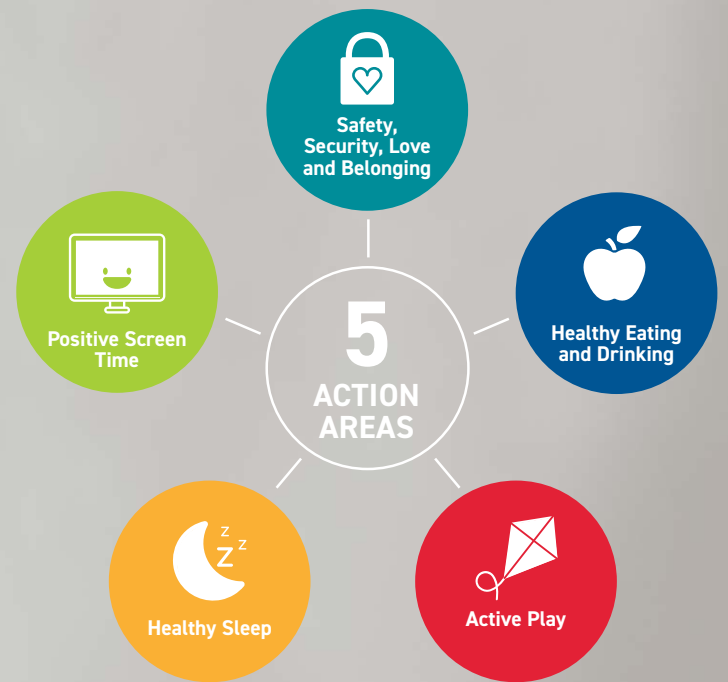 Safety,
Security, Love
and Belonging
Positive Screen
Time
Healthy Eating
and Drinking
5
ACTION
AREAS
z
Z
z
Healthy Sleep
Active Play